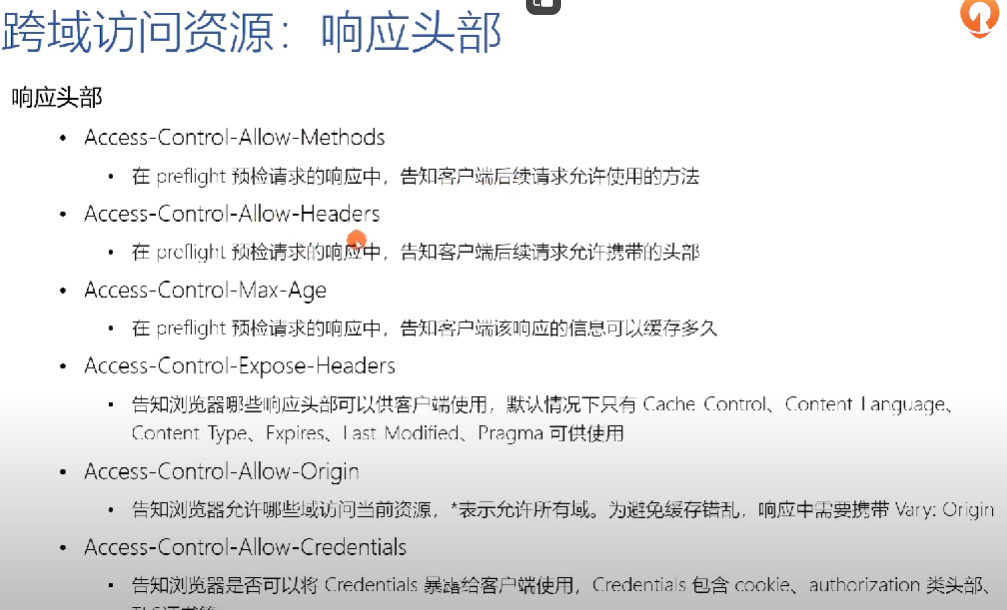 跨域访问资源：响应头部
响应头部
• Access-Control-Allow-Methods
• 在 preflight 预检请求的响应中，告知客户端后续请求允许使用的方法
• Access-Control-Allow-Headers
• 在 preflight 预检请求的响应中，告知客户端后续请求允许携带的头部
• Access-Control-Max-Age
• 在 preflight 预检请求的响应中，告知客户端该响应的信息可以缓存多久
• Access-Control-Expose-Headers
• 告知浏览器哪些响应头部可以供客户端使用，默认情况下只有 Cache-Control、Content-Language、
Content-Type、Expires、Last-Modified、Pragma 可供使用
• Access-Control-Allow-Origin
• 告知浏览器允许哪些域访问当前资源，*表示允许所有域。为避免缓存错乱，响应中需要携带 Vary: Origin
• Access-Control-Allow-Credentials
• 告知浏览器是否可以将 Credentials 暴露给客户端使用，Credentials 包含 cookie、authorization 类头部、